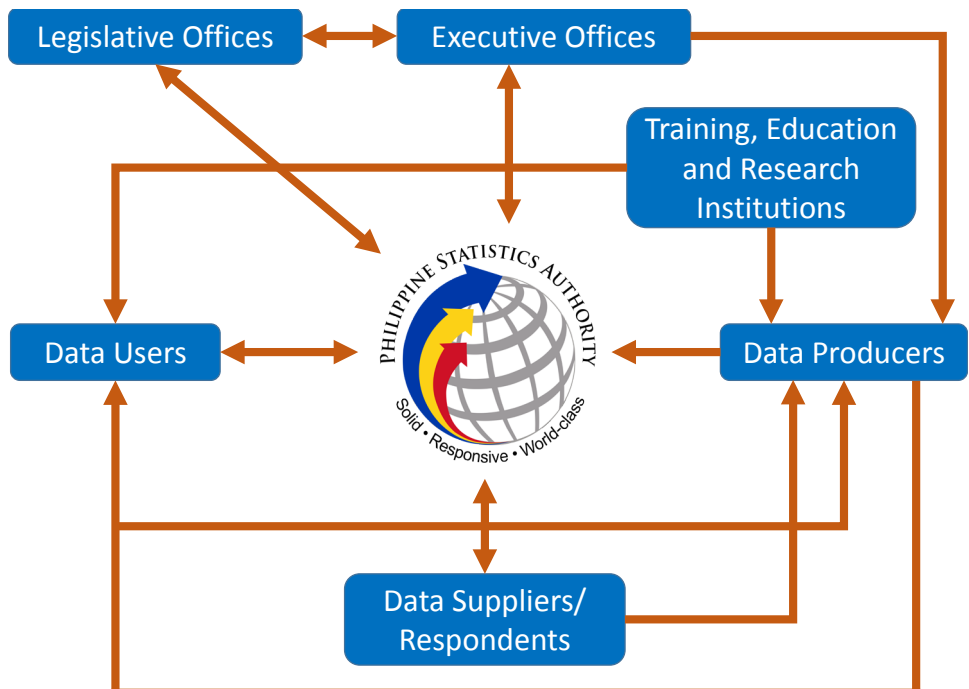 Legislative Offices
Executive Offices
Training, Education
and Research
Institutions
PHILIPPINE STATISTICS AUTHORITY
Data Users
Data Producers
Solid • Responsive • World-class
Data Suppliers/
Respondents